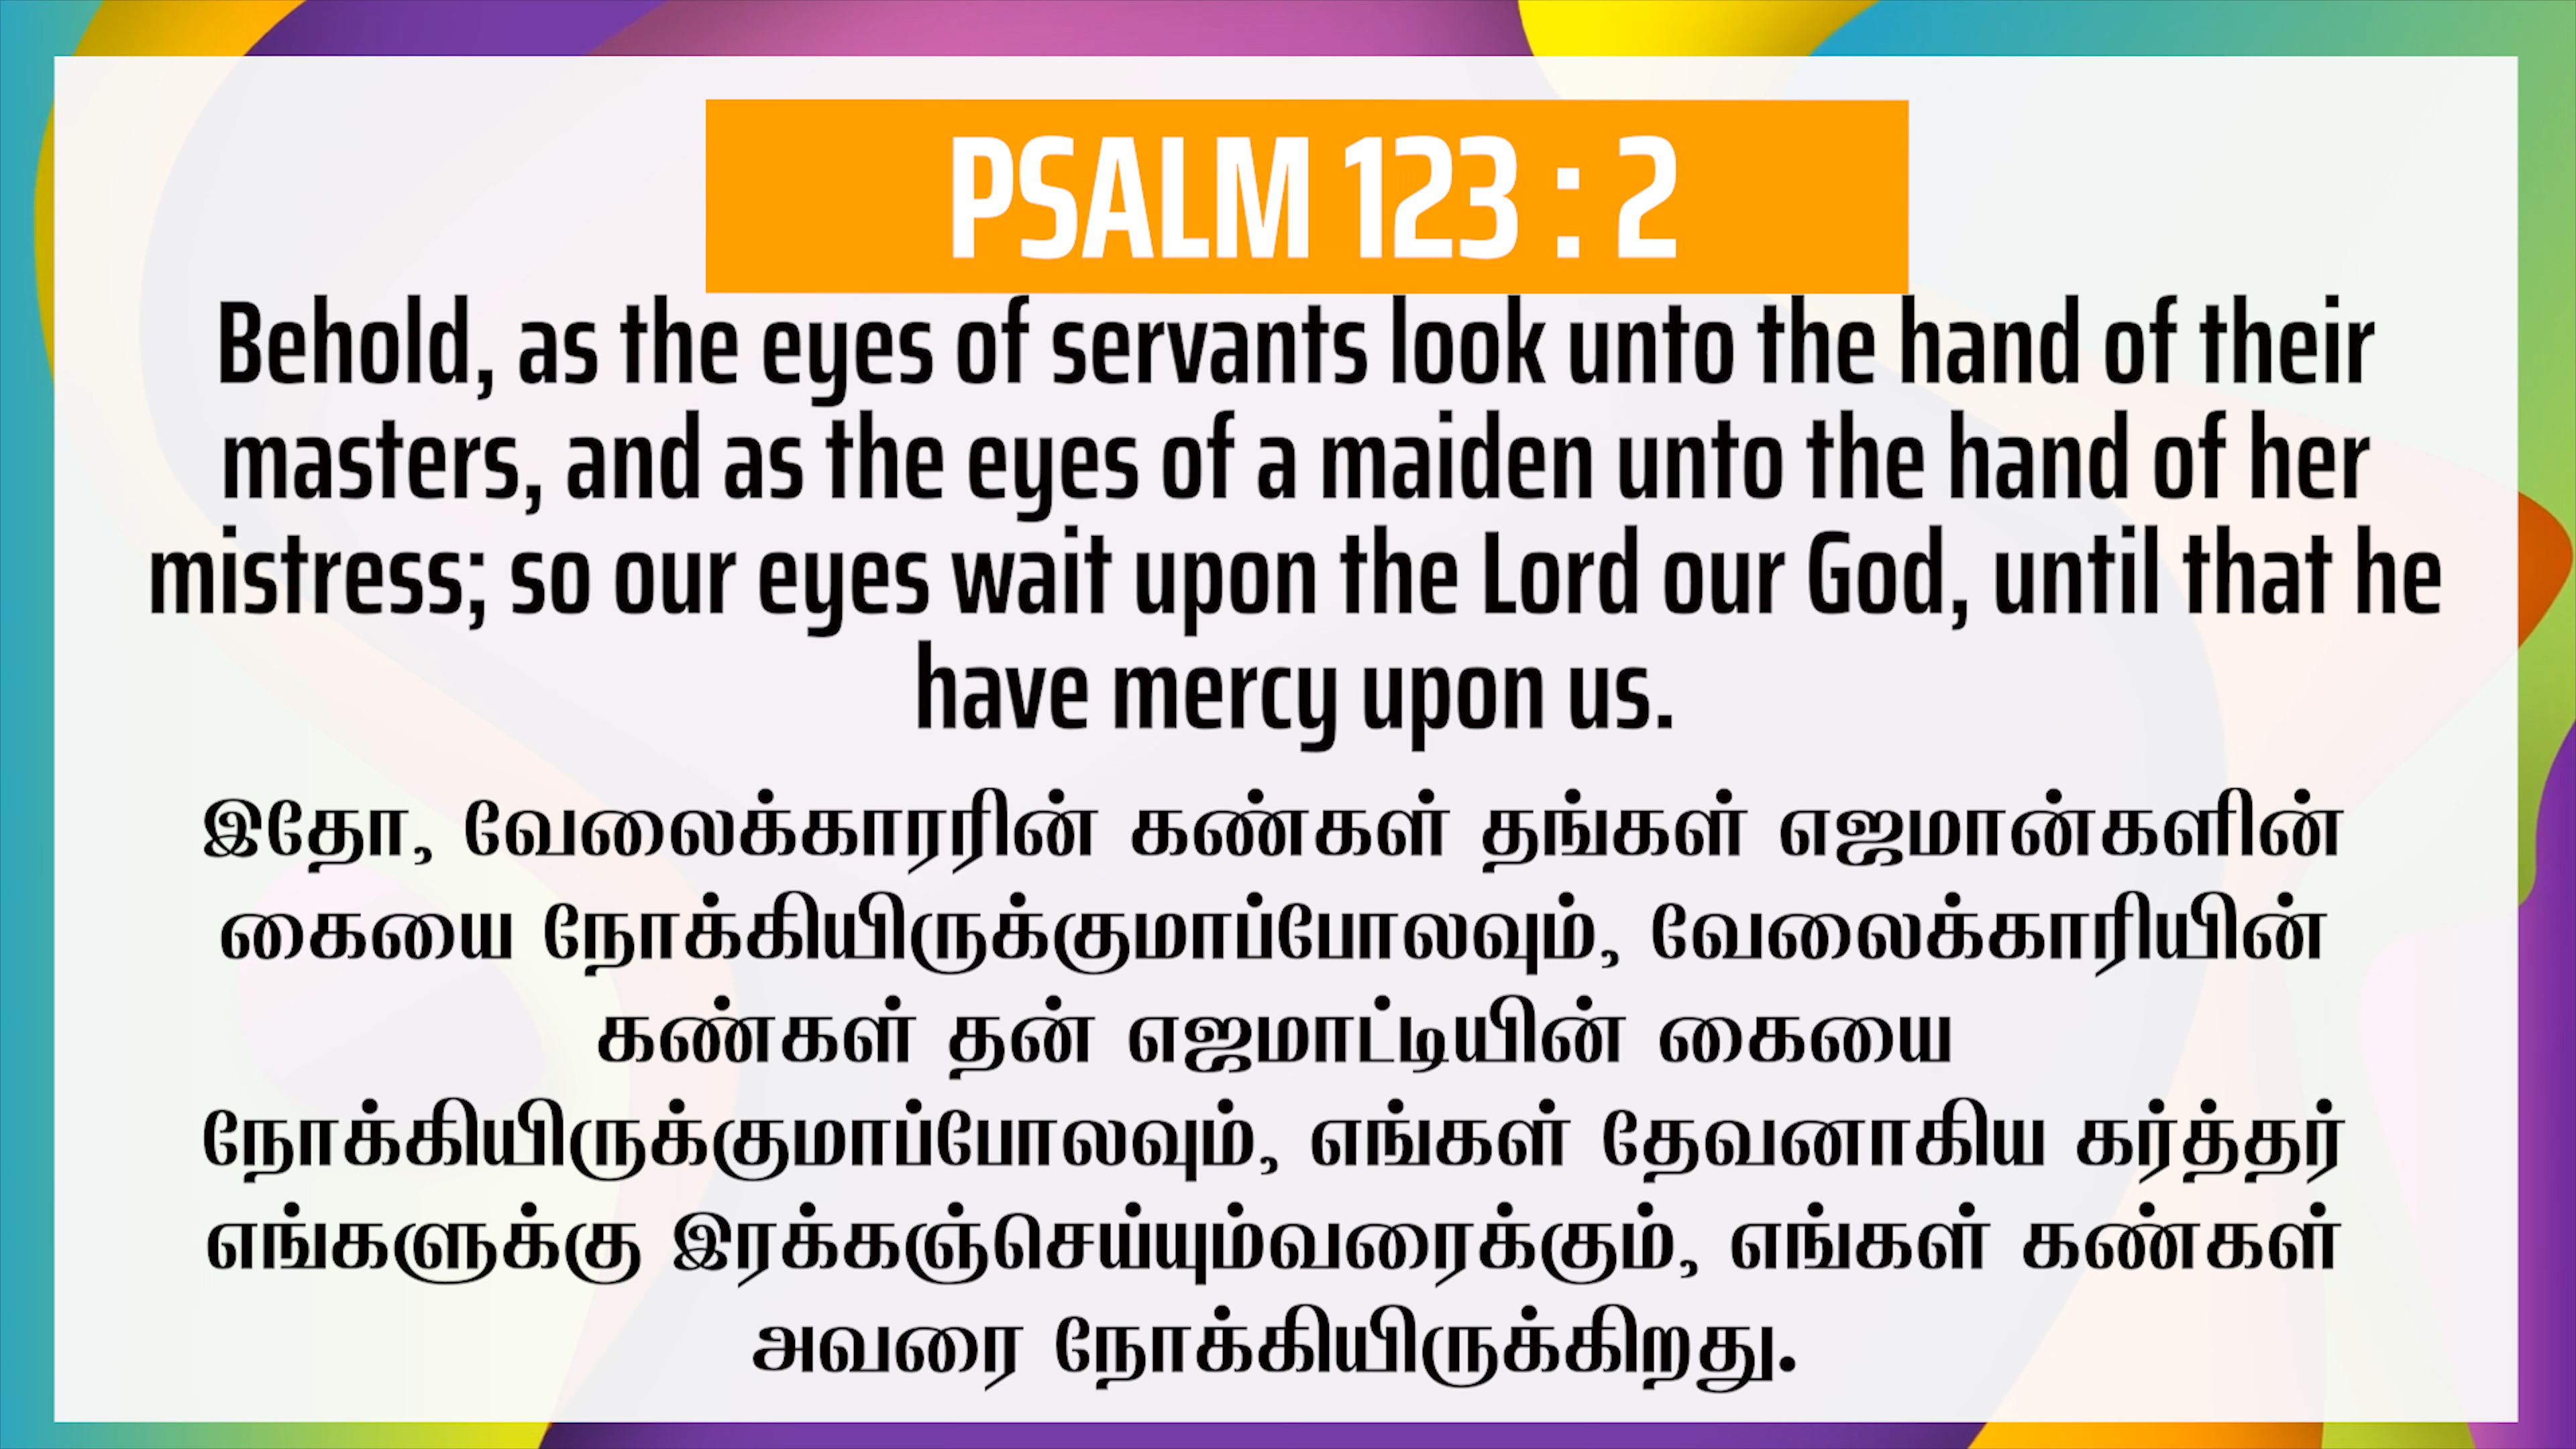 PSALM 123 : 2
Behold, as the eyes of servants look unto the hand of their
masters, and as the eyes of a maiden unto the hand of her
mistress; so our eyes wait upon the Lord our God, until that he
have mercy upon us.
இதோ, வேலைக்காரரின் கண்கள் தங்கள் எஜமான்களின்
கையை நோக்கியிருக்குமாப்போலவும், வேலைக்காரியின்
கண்கள் தன் எஜமாட்டியின் கையை
நோக்கியிருக்குமாப்போலவும், எங்கள் தேவனாகிய கர்த்தர்
எங்களுக்கு இரக்கஞ்செய்யும்வரைக்கும், எங்கள் கண்கள்
அவரை நோக்கியிருக்கிறது.